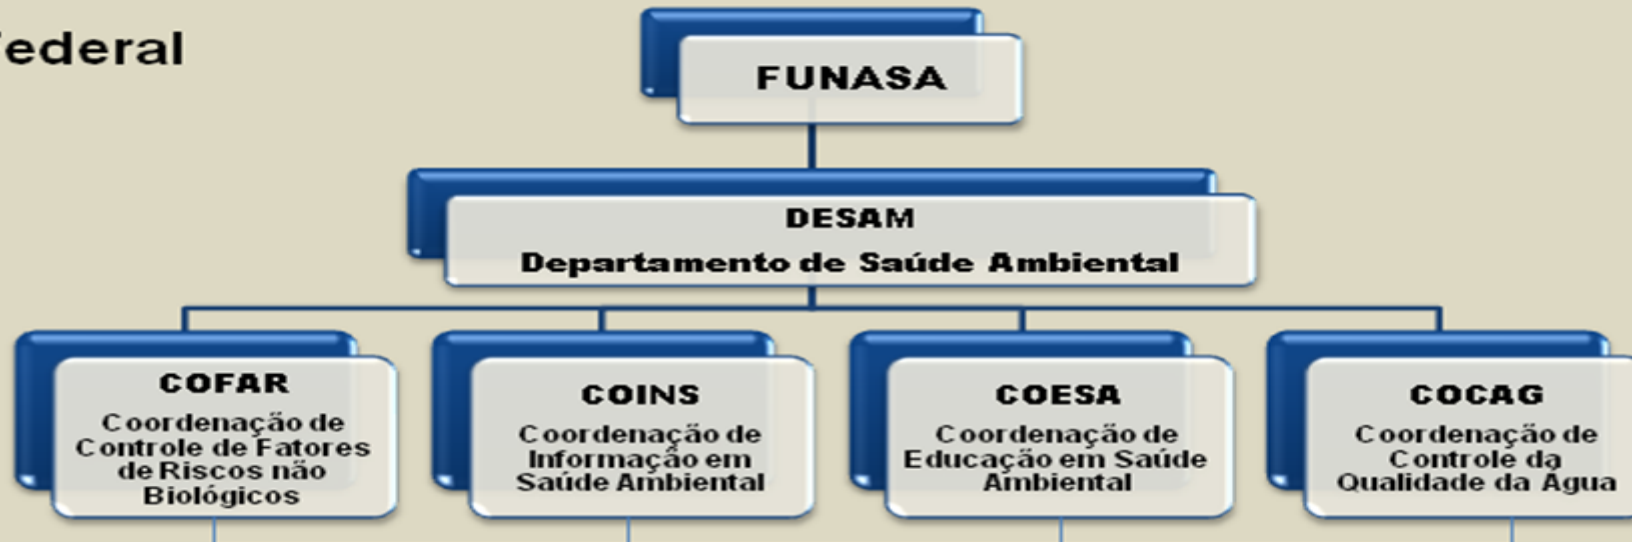 Federal
FUNASA
DESAM
Departamento de Saúde Ambiental
COFAR
Coordenação de
Controle de Fatores
de Riscos não
Biológicos
COINS
Coordenação de
Informação em
Saúde Ambiental
COESA
Coordenação de
Educação em Saúde
Ambiental
COCAG
Coordenação de
Controle da
Qualidade da Água